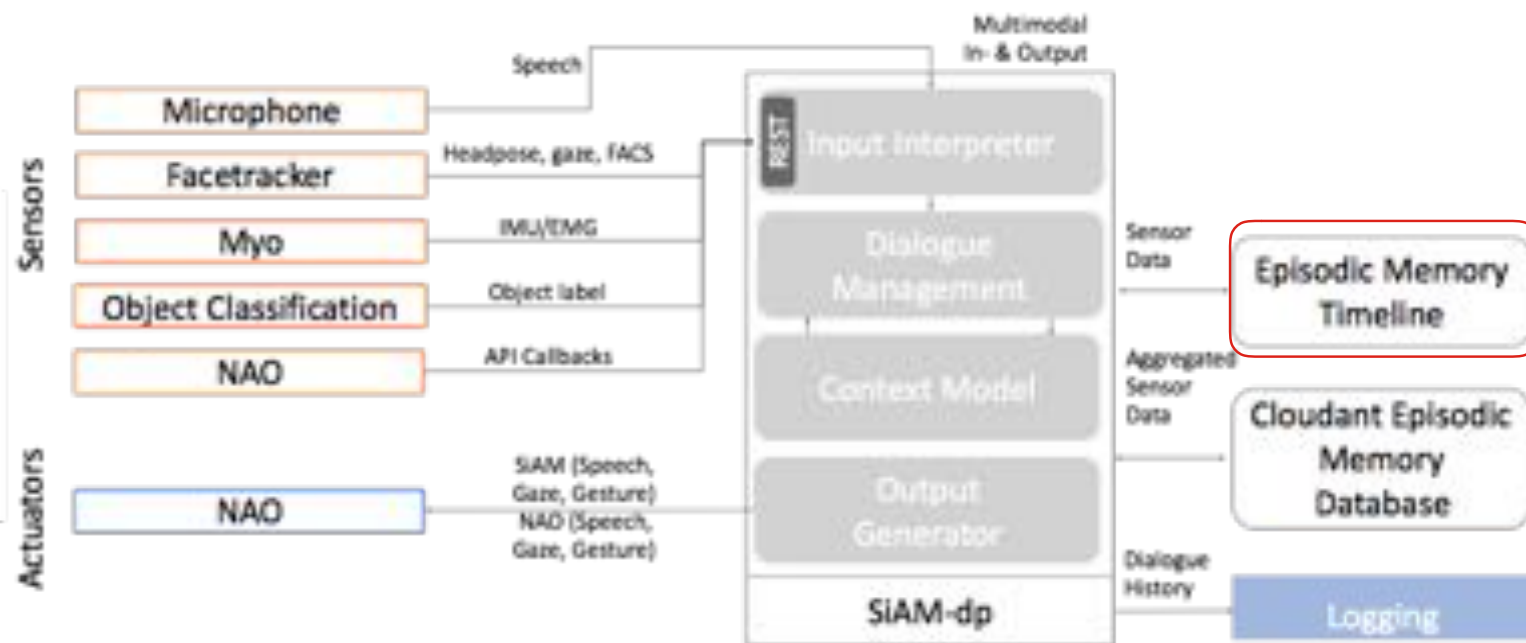 Multimodal
In- & Output
Speech
Microphone
REST
Input Interpreter
Headpose, gaze, FACS
Facetracker
Sensors
IMU/EMG
Myo
Dialogue
Management
Sensor
Data
Episodic Memory
Timeline
Object label
Object Classification
API Callbacks
NAO
Context Model
Aggregated
Sensor
Data
Cloudant Episodic
Memory
Database
Actuators
SiAM (Speech,
Gaze, Gesture)
NAO
NAO (Speech,
Gaze, Gesture)
Output
Generator
Dialogue
History
SiAM-dp
Logging